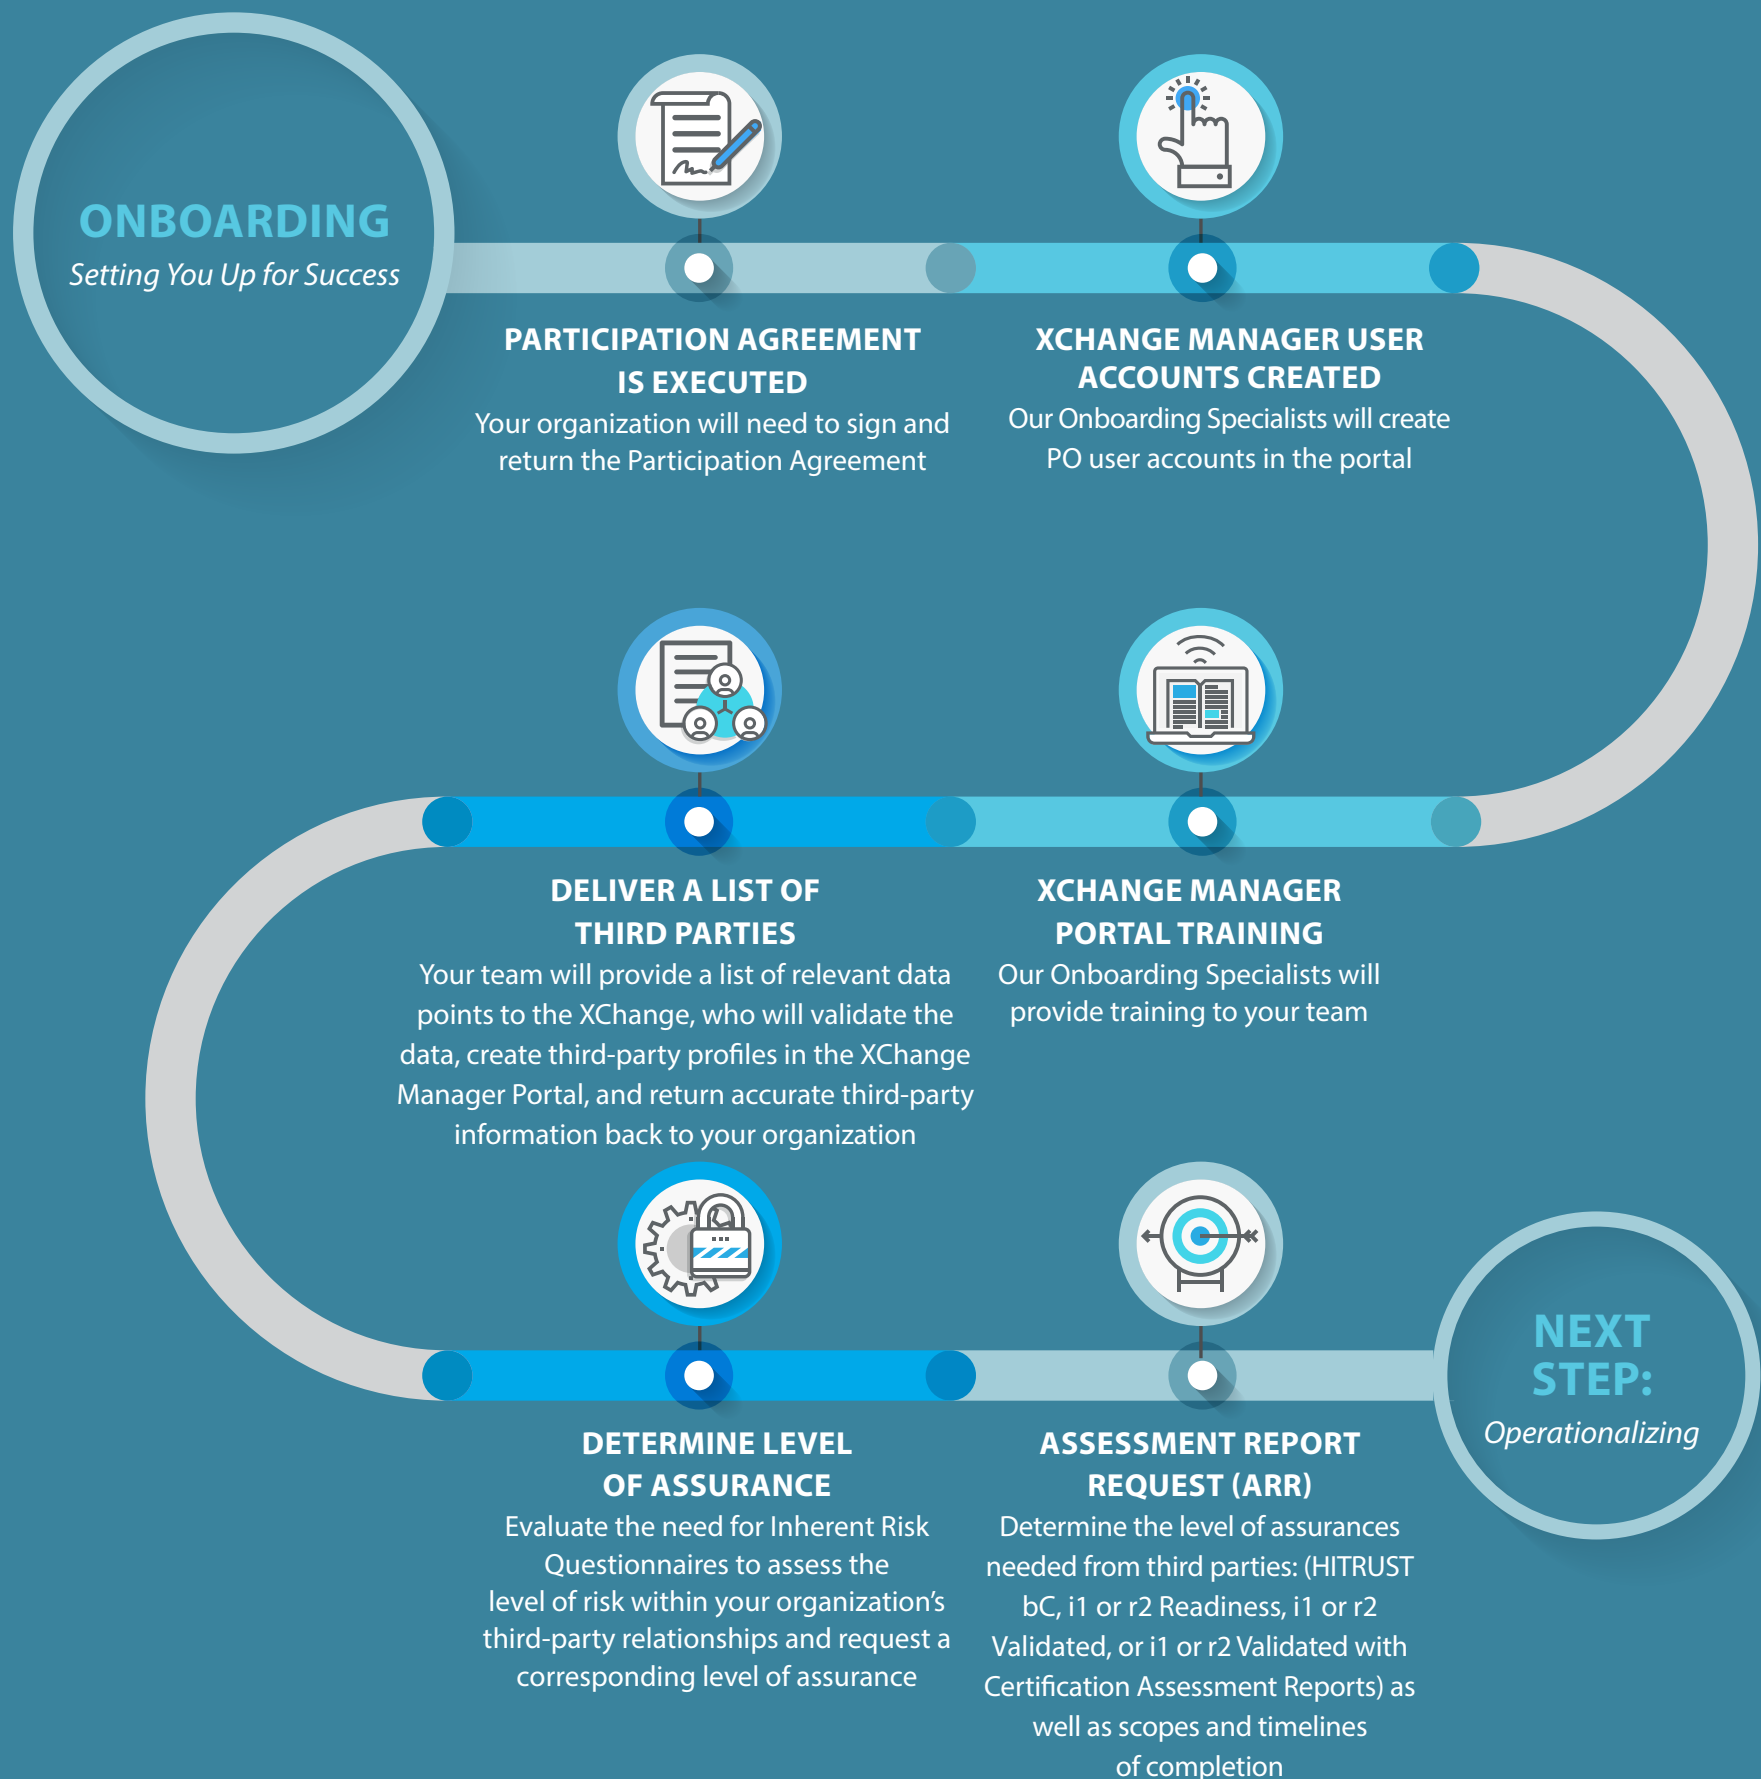 ONBOARDING
Setting You Up for Success
PARTICIPATION AGREEMENT
IS EXECUTED
Your organization will need to sign and
return the Participation Agreement
XCHANGE MANAGER USER
ACCOUNTS CREATED
Our Onboarding Specialists will create
PO user accounts in the portal
XCHANGE MANAGER
PORTAL TRAINING
Our Onboarding Specialists will
provide training to your team
DELIVER A LIST OF
THIRD PARTIES
Your team will provide a list of relevant data
points to the XChange, who will validate the
data, create third-party profiles in the XChange
Manager Portal, and return accurate third-party
information back to your organization
DETERMINE LEVEL
OF ASSURANCE
Evaluate the need for Inherent Risk
Questionnaires to assess the
level of risk within your organization’s
third-party relationships and request a
corresponding level of assurance
ASSESSMENT REPORT
REQUEST (ARR)
Determine the level of assurances
needed from third parties: (HITRUST
bC, i1 or r2 Readiness, i1 or r2
Validated, or i1 or r2 Validated with
Certification Assessment Reports) as
well as scopes and timelines
of completion
NEXT
STEP:
Operationalizing